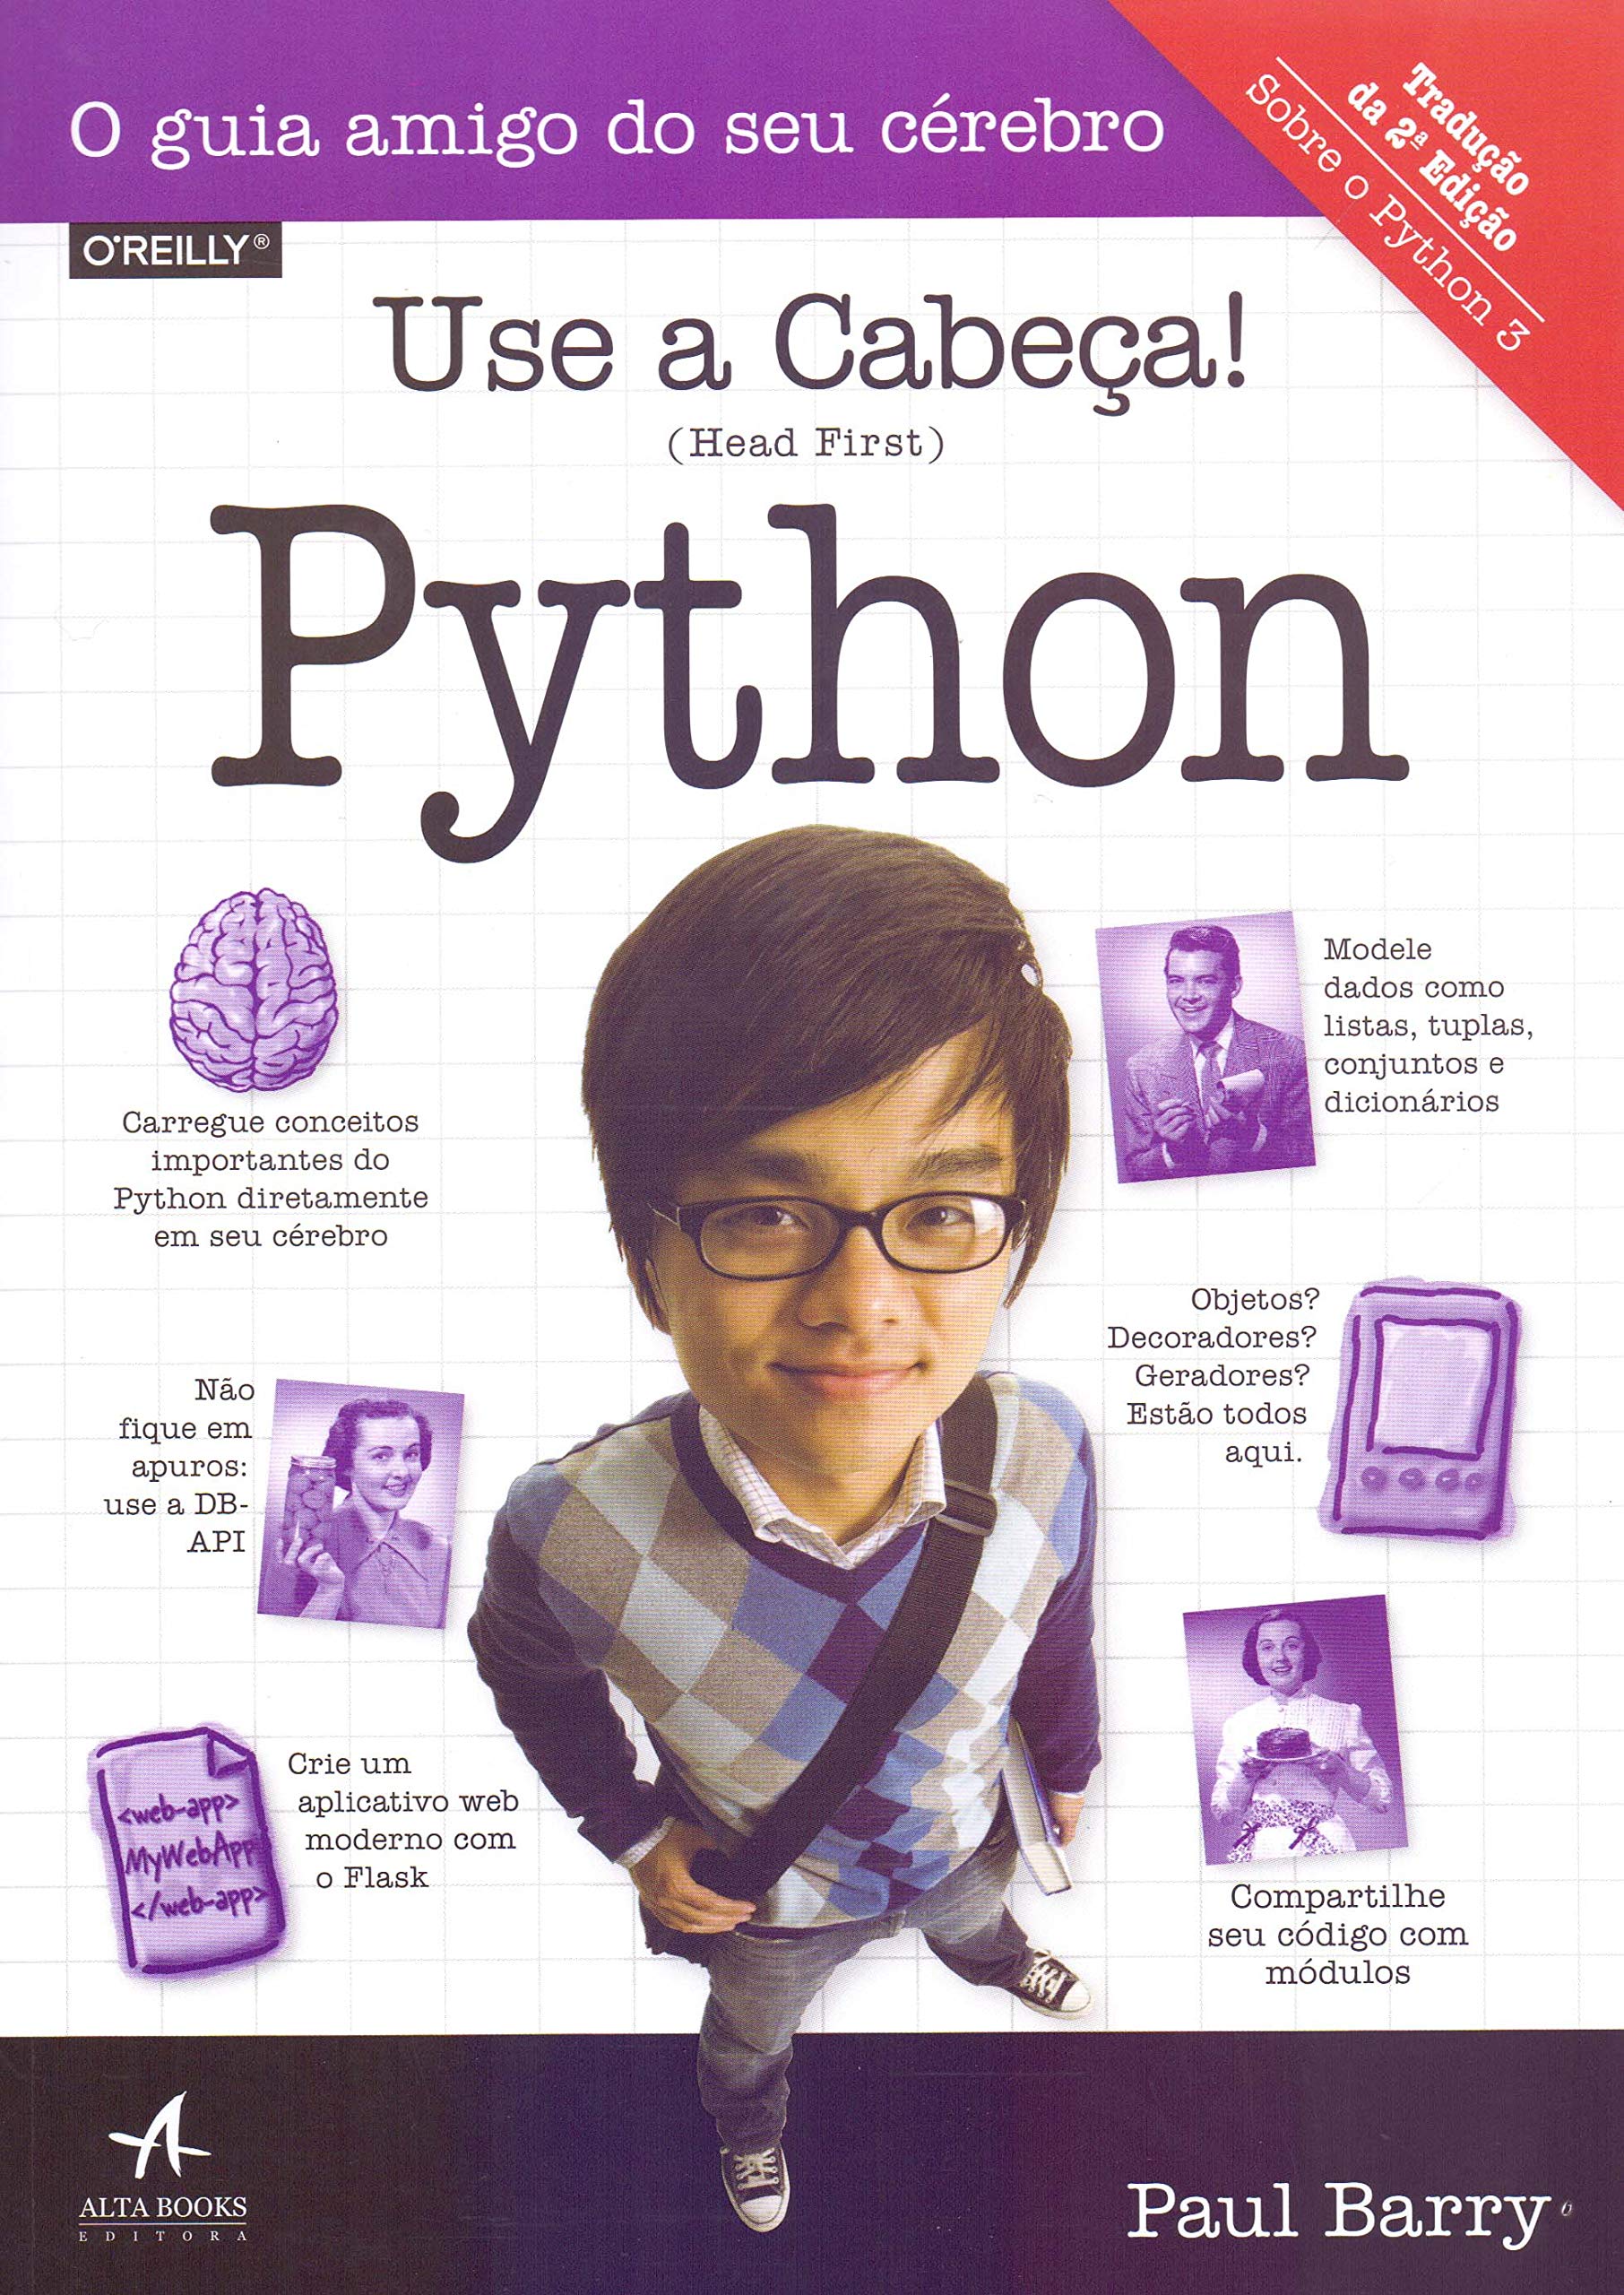 O guia amigo do seu cérebro
Tradução
da 2ª Edição
Sobre o Python 3
O'REILLY®
Use a Cabeça!
(Head First)
Python
Carregue conceitos
importantes do
Python diretamente
em seu cérebro
Modele
dados como
listas, tuplas,
conjuntos e
dicionários
Não
fique em
apuros:
use a DB-
API
Objetos?
Decoradores?
Geradores?
Estão todos
aqui.
<web-app>
MyWebApp
</web-app>
Crie um
aplicativo web
moderno com
o Flask
Compartilhe
seu código com
módulos
A
ALTA BOOKS
EDITORA
Paul Barry